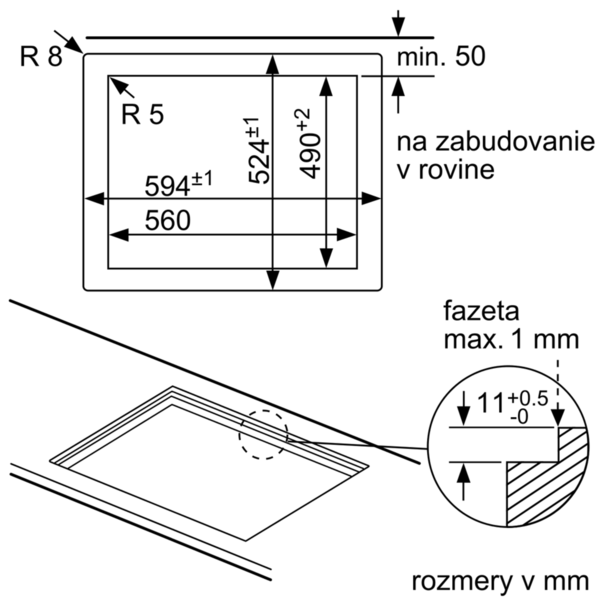 R 8
min. 50
R 5
524±1
490+2
na zabudovanie
v rovine
594±1
560
fazeta
max. 1 mm
11+0.5
-0
rozmery v mm